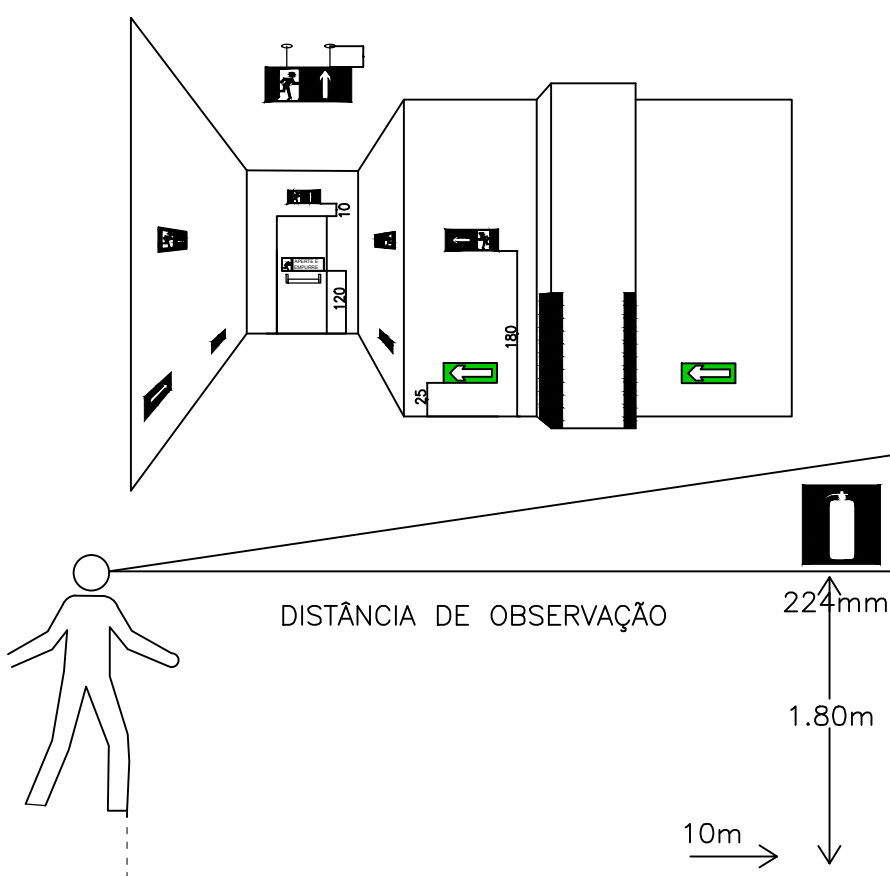 10
APERTE E
EMPURRE
120
180
25
DISTÂNCIA DE OBSERVAÇÃO
224mm
1.80m
10m